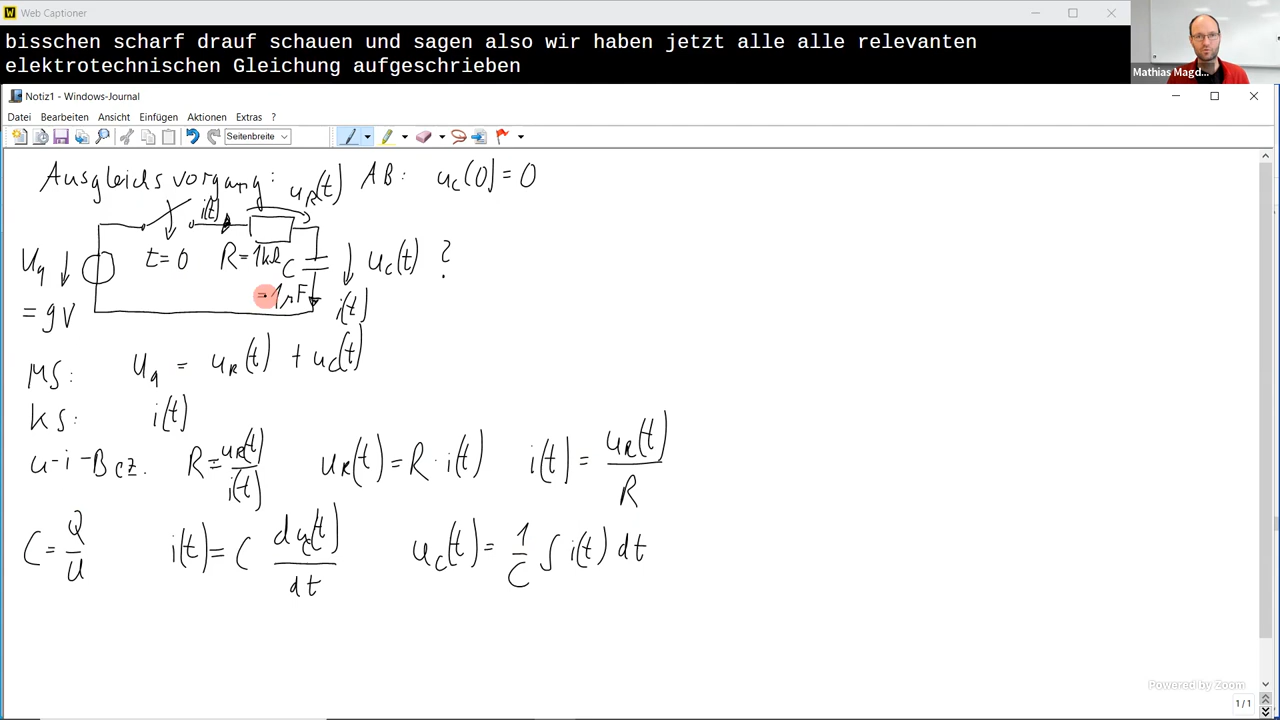 Web Captioner
bisschen scharf drauf schauen und sagen also wir haben jetzt alle alle relevanten
elektrotechnischen Gleichung aufgeschrieben
Mathias Magd...
Notiz1 - Windows-Journal
Datei Bearbeiten Ansicht Einfügen Aktionen Extras ?
Seitenbreite
Ausgleichsvorgang: AB: u_C(0) = 0
u_R(t)
i(t)
U_q t = 0 R = 1kΩ C u_C(t) ?
= 9V = 1µF i(t)
MS: U_q = u_R(t) + u_C(t)
KS: i(t)
u-i-Bez. R = u_R(t)/i(t) u_R(t) = R · i(t) i(t) = u_R(t)/R
C = Q/U i(t) = C du_C(t)/dt u_C(t) = 1/C ∫ i(t) dt
Powered by Zoom
1 / 1